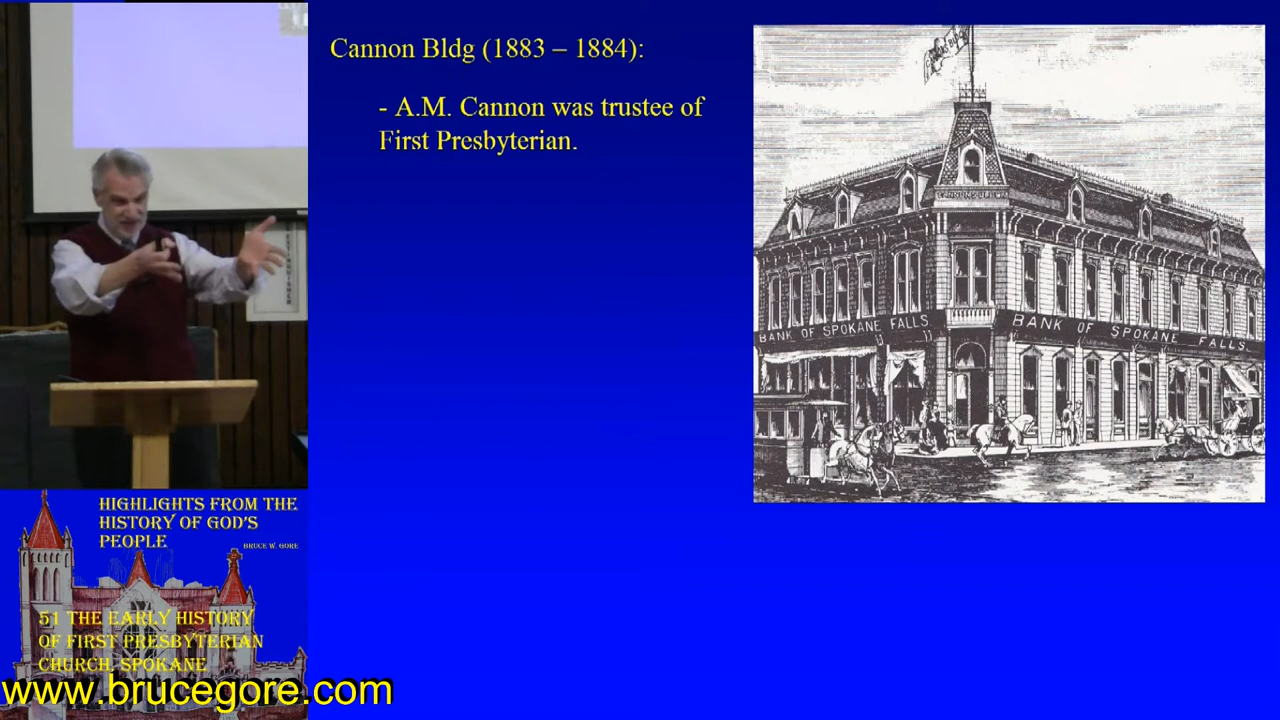 Cannon Bldg (1883 – 1884):
- A.M. Cannon was trustee of
First Presbyterian.
BANK OF SPOKANE FALLS
BANK OF SPOKANE FALLS.
HIGHLIGHTS FROM THE
HISTORY OF GOD'S
PEOPLE
BRUCE W. GORE
51 THE EARLY HISTORY
OF FIRST PRESBYTERIAN
CHURCH, SPOKANE
www.brucegore.com